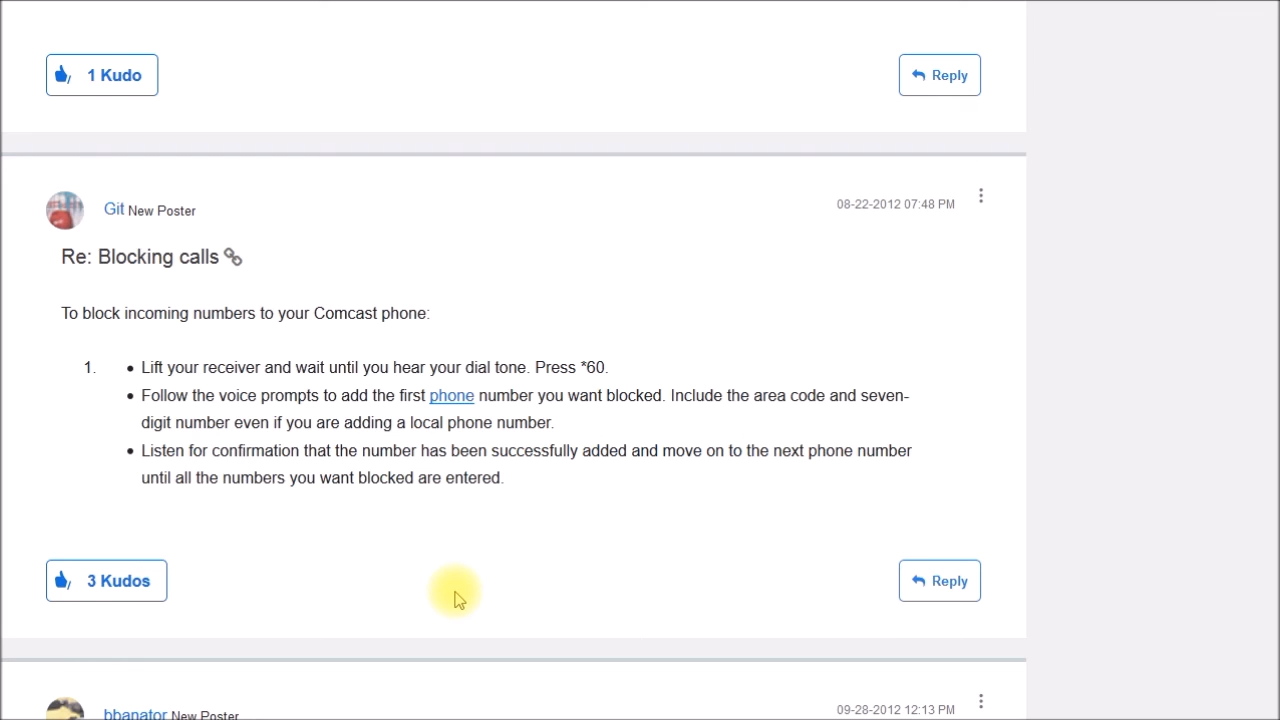 1 Kudo
Reply
Git New Poster
08-22-2012 07:48 PM
Re: Blocking calls
To block incoming numbers to your Comcast phone:
1. • Lift your receiver and wait until you hear your dial tone. Press *60.
• Follow the voice prompts to add the first phone number you want blocked. Include the area code and seven-
digit number even if you are adding a local phone number.
• Listen for confirmation that the number has been successfully added and move on to the next phone number
until all the numbers you want blocked are entered.
3 Kudos
Reply
bbanator New Poster
09-28-2012 12:13 PM